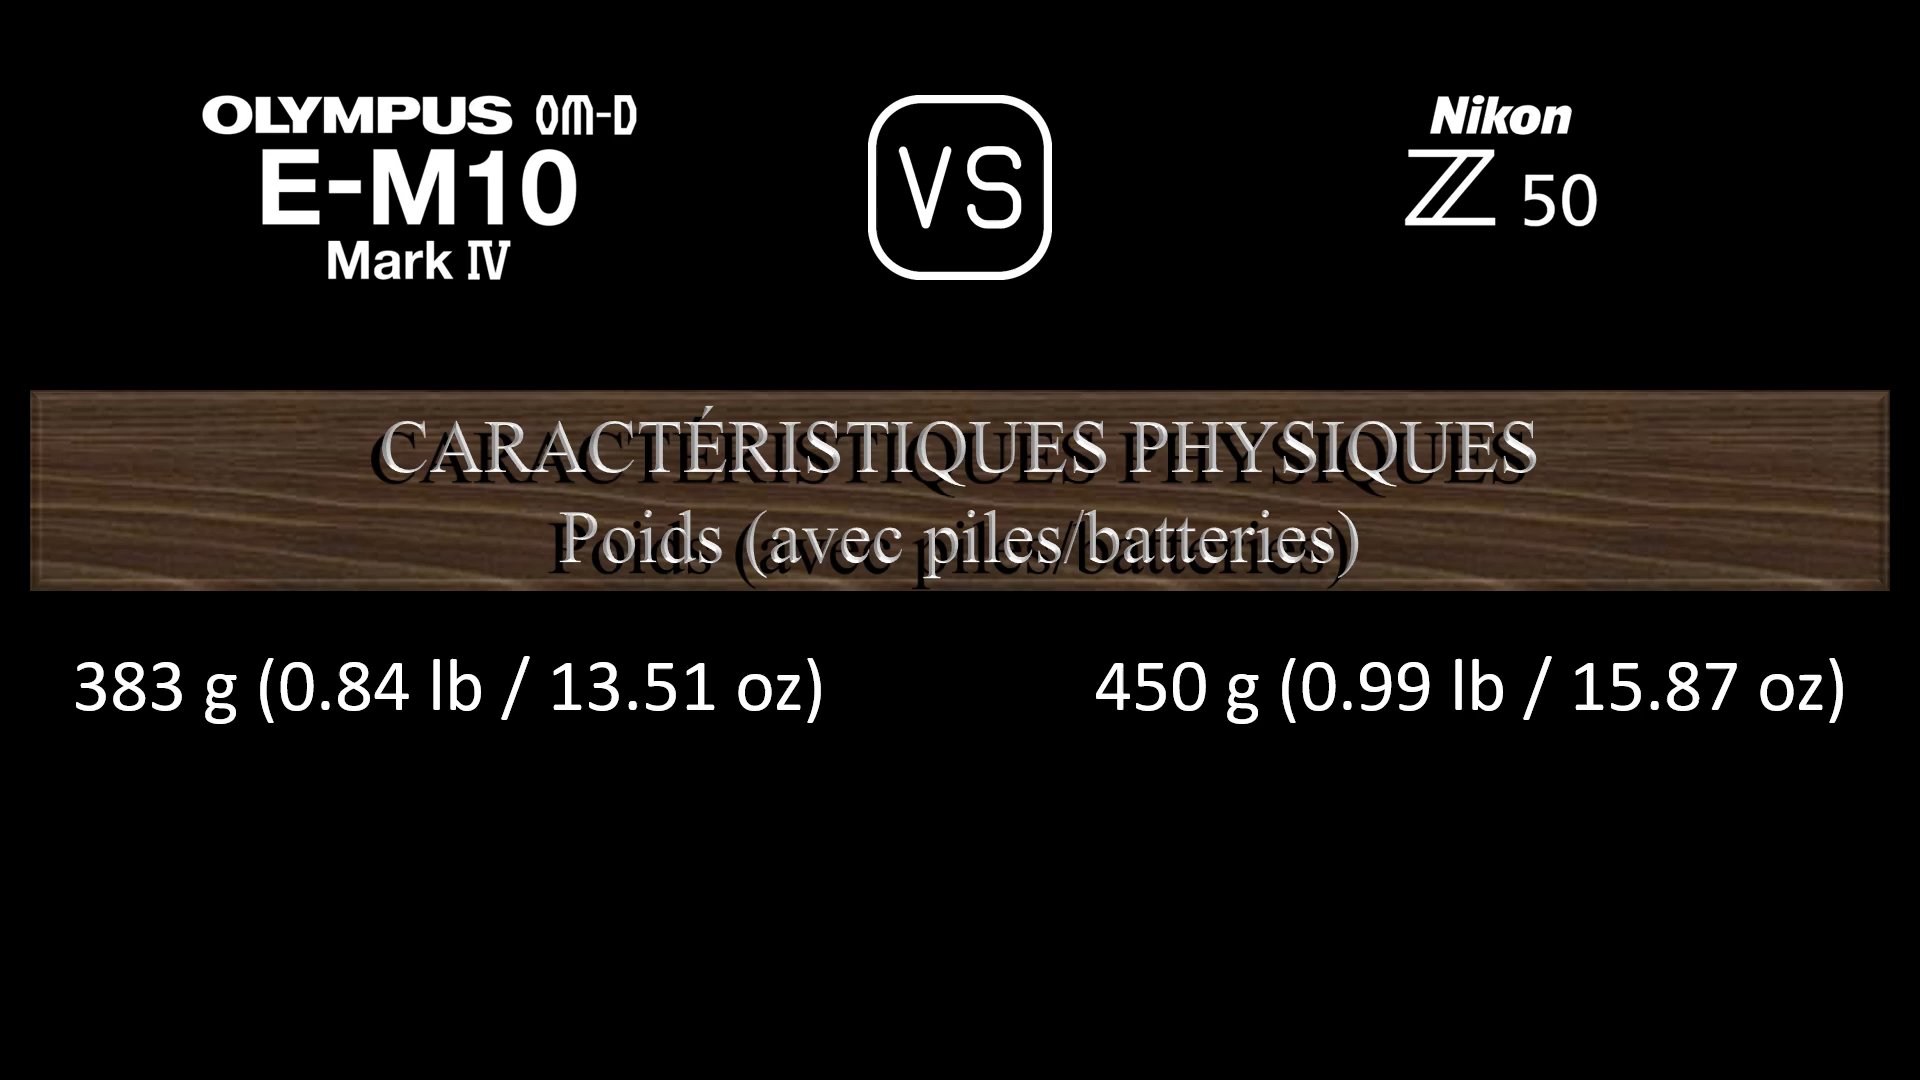 OLYMPUS OM-D
E-M10
Mark IV
VS
Nikon
Z 50
CARACTÉRISTIQUES PHYSIQUES
Poids (avec piles/batteries)
383 g (0.84 lb / 13.51 oz)
450 g (0.99 lb / 15.87 oz)